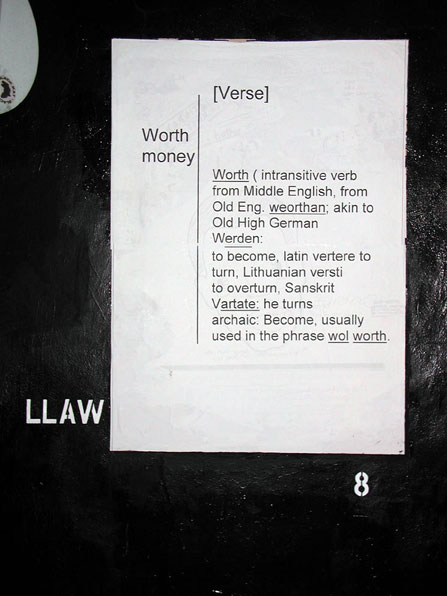 [Verse]
Worth
money
Worth ( intransitive verb
from Middle English, from
Old Eng. weorthan; akin to
Old High German
Werden:
to become, latin vertere to
turn, Lithuanian versti
to overturn, Sanskrit
Vartate: he turns
archaic: Become, usually
used in the phrase wol worth.
LLAW
8